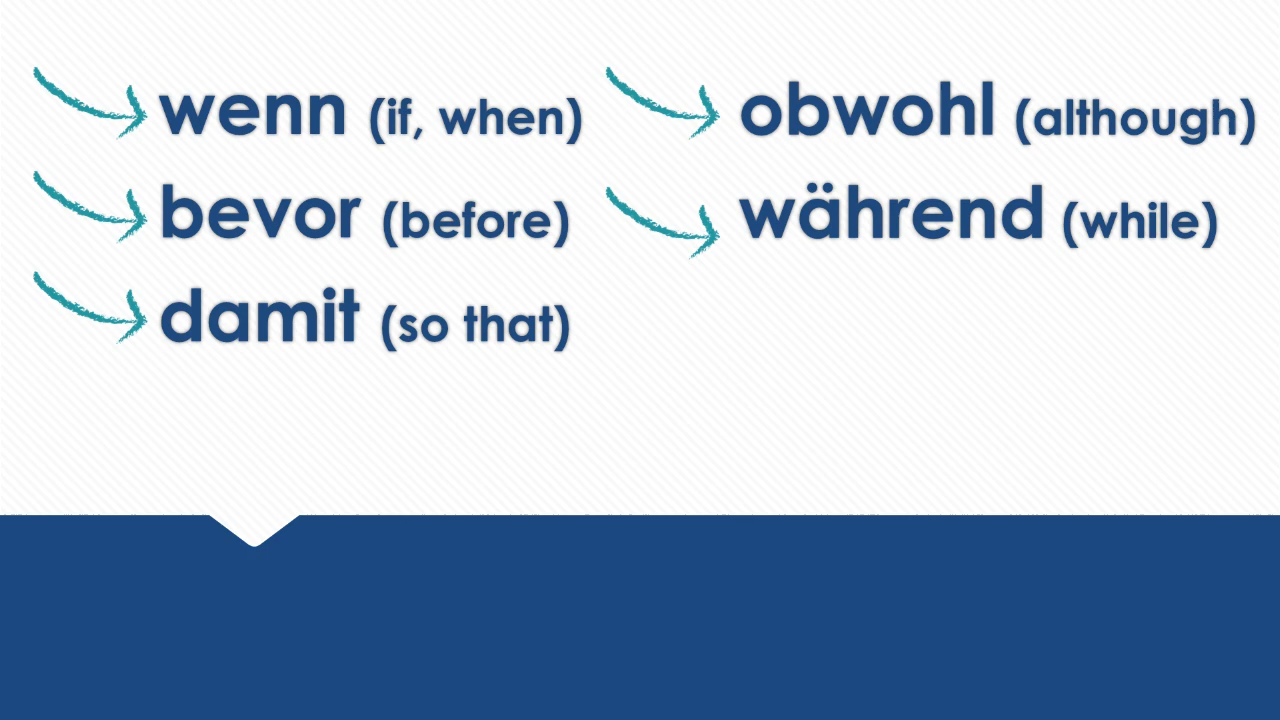 wenn (if, when)
bevor (before)
damit (so that)
obwohl (although)
während (while)